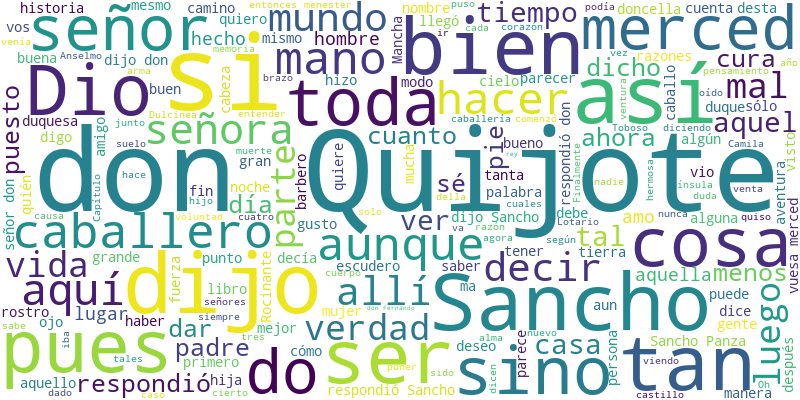 don Quijote
Sancho
dijo
si
bien
señor
Dio
así
merced
mundo
mano
toda
hacer
tiempo
señora
parte
caballero
aunque
cosa
pues
ser
do
sino
tan
aquí
vida
allí
decir
verdad
luego
menos
tal
mal
aquel
dicho
cura
cuanto
pie
sé
ahora
ver
día
puesto
casa
padre
dar
lugar
respondió
historia
vos
camino
mismo
quiero
hecho
hombre
nombre
llegó
entonces
menester
puso
cada
corazón
ir
Mancha
podía
doncella
cuenta
desta
vez
razones
pensamiento
año
oído
venía
Anselmo
buena
mesmo
dijo don
memoria
arma
brazo
entender
buen
hizo
modo
cielo
parecer
caballo
duque
sólo
caballería
comenzó
ventura
duquesa
digo
amigo
junto
Dulcinea
cabeza
quiere
bueno
respondió don
diciendo
Toboso
algún
visto
Camila
quién
Capítulo
suelo
hace
gran
muerte
rey
barbero
mucha
tanta
palabra
Finalmente
nadie
hermosa
vio
ínsula
duda
venta
aventura
señor don
fin
hijo
noche
voluntad
cuatro
gusto
solo
della
va
razón
agora
dijo Sancho
cuales
Lotario
según
debe
amo
alguna
nunca
quiso
causa
punto
decía
escudero
tener
saber
tierra
aquella
vuesa merced
grande
fuerza
libro
Rocinante
cuerpo
señores
siempre
don Fernando
ma
aun
puede
dice
gente
rostro
ojo
haber
mejor
mujer
tres
cómo
deseo
alma
nuevo
parece
persona
Sancho Panza
sabe
iba
tales
primero
aquello
dado
caso
hija
cierto
respondió Sancho
poner
sido
dicen
viendo
castillo
Oh
manera
después